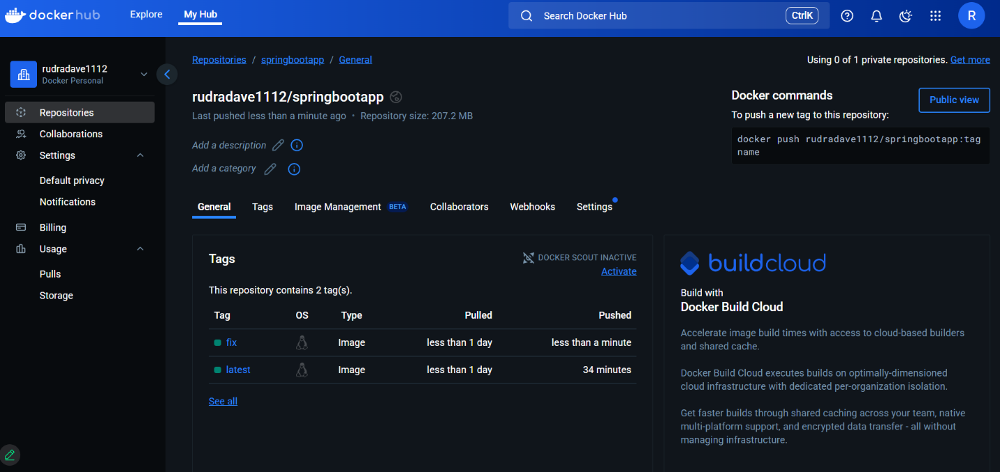 dockerhub
Explore
My Hub
Search Docker Hub
CtrlK
R
rudradave1112
Docker Personal
Repositories
Collaborations
Settings
Default privacy
Notifications
Billing
Usage
Pulls
Storage
Repositories / springbootapp / General
Using 0 of 1 private repositories. Get more
rudradave1112/springbootapp
Last pushed less than a minute ago • Repository size: 207.2 MB
Add a description
Add a category
Docker commands
Public view
To push a new tag to this repository:
docker push rudradave1112/springbootapp:tag
name
General
Tags
Image Management BETA
Collaborators
Webhooks
Settings
Tags
DOCKER SCOUT INACTIVE
Activate
This repository contains 2 tag(s).
Tag OS Type Pulled Pushed
fix Image less than 1 day less than a minute
latest Image less than 1 day 34 minutes
See all
buildcloud
Build with
Docker Build Cloud
Accelerate image build times with access to cloud-based builders
and shared cache.
Docker Build Cloud executes builds on optimally-dimensioned
cloud infrastructure with dedicated per-organization isolation.
Get faster builds through shared caching across your team, native
multi-platform support, and encrypted data transfer - all without
managing infrastructure.